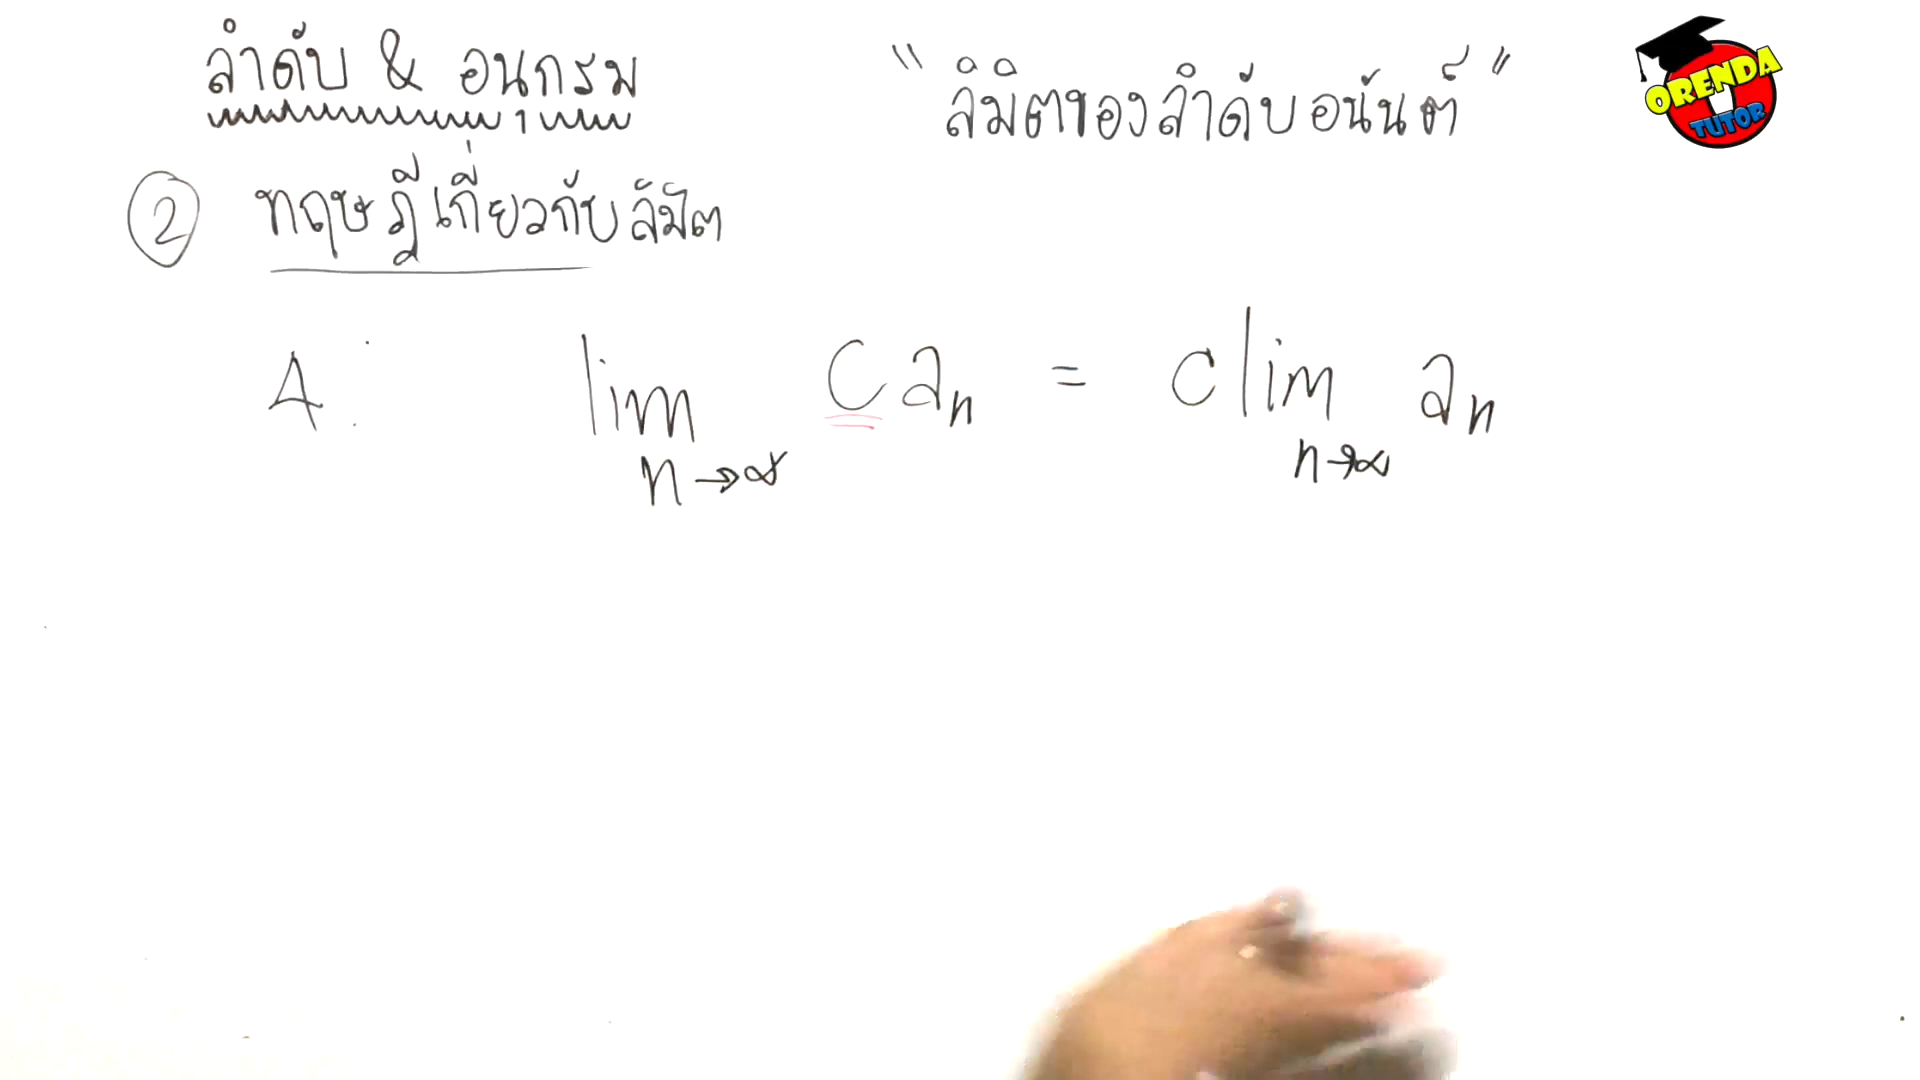 ลำดับ & อนุกรม
"ลิมิตของลำดับอนันต์"
ORENDA
TUTOR
② ทฤษฎีเกี่ยวกับลิมิต
4. lim n→∞ Can = C lim n→∞ an